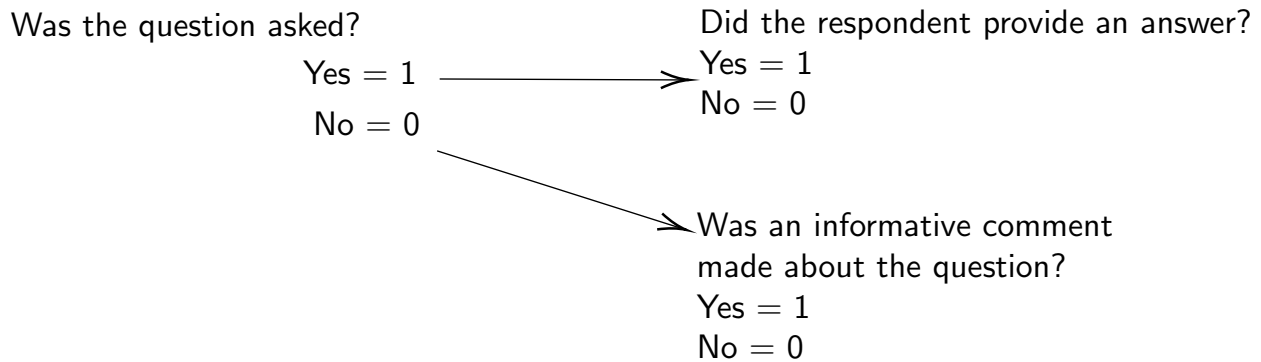 Was the question asked?
Yes = 1
No = 0
Did the respondent provide an answer?
Yes = 1
No = 0
Was an informative comment
made about the question?
Yes = 1
No = 0